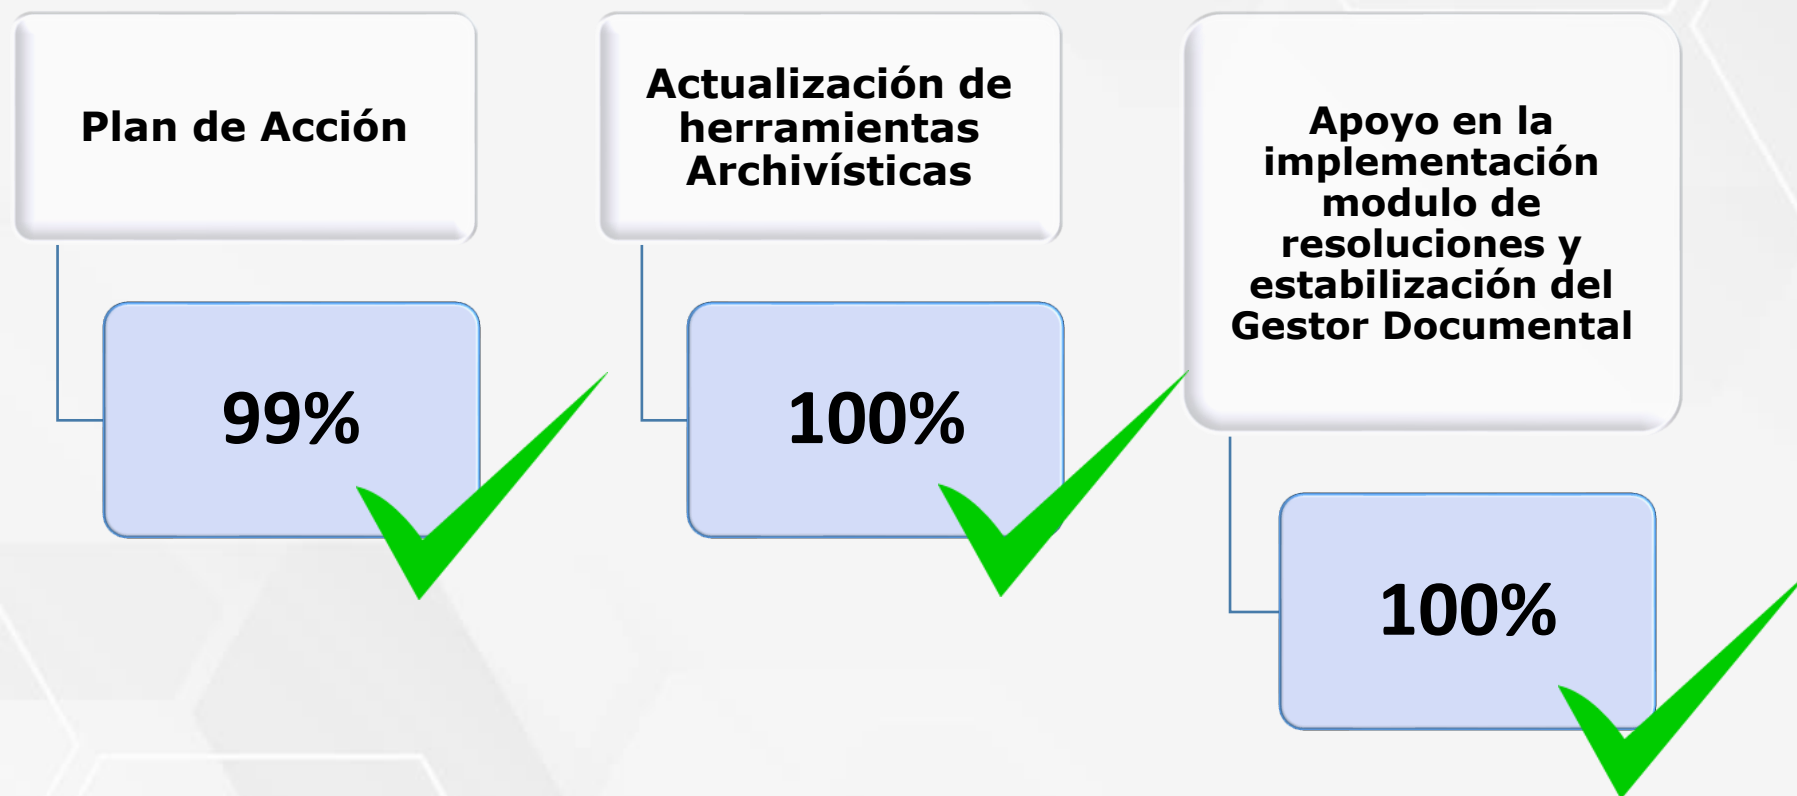 Plan de Acción
99%
Actualización de
herramientas
Archivísticas
100%
Apoyo en la
implementación
modulo de
resoluciones y
estabilización del
Gestor Documental
100%